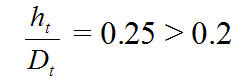 h_t / D_t = 0.25 > 0.2